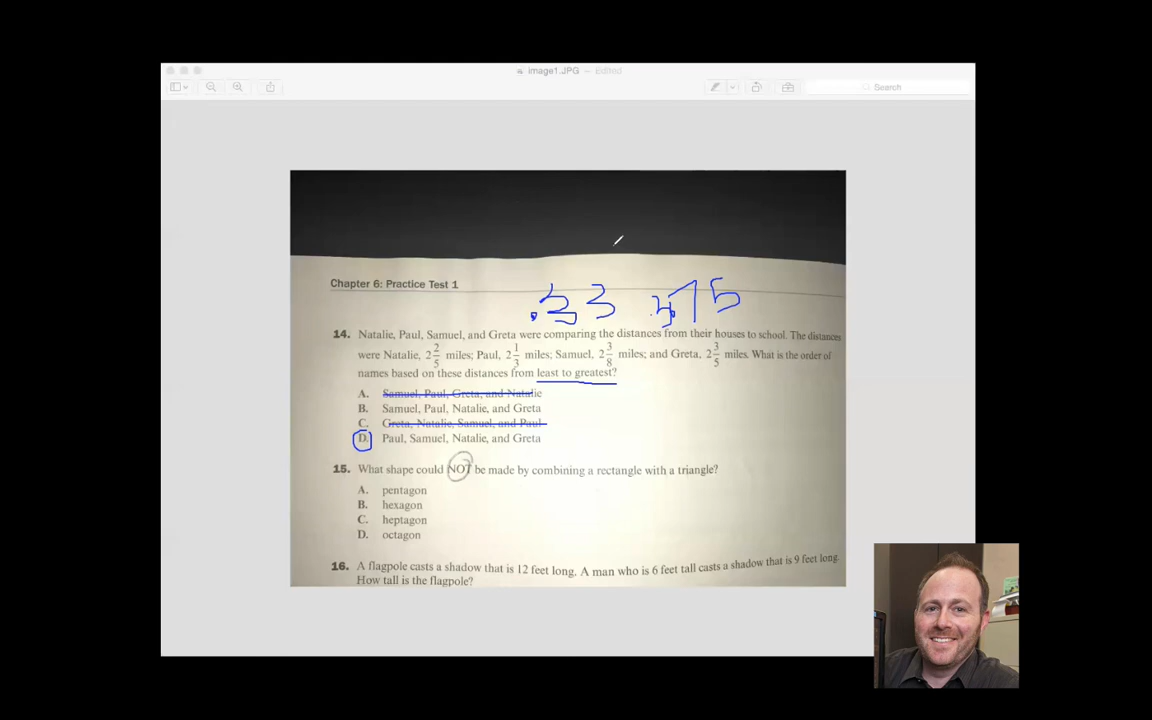 image1.JPG — Edited
Search
Chapter 6: Practice Test 1
.33 .375
14. Natalie, Paul, Samuel, and Greta were comparing the distances from their houses to school. The distances
were Natalie, 2 2/5 miles; Paul, 2 1/3 miles; Samuel, 2 3/8 miles; and Greta, 2 3/5 miles. What is the order of
names based on these distances from least to greatest?
A. Samuel, Paul, Greta, and Natalie
B. Samuel, Paul, Natalie, and Greta
C. Greta, Natalie, Samuel, and Paul
D. Paul, Samuel, Natalie, and Greta
15. What shape could NOT be made by combining a rectangle with a triangle?
A. pentagon
B. hexagon
C. heptagon
D. octagon
16. A flagpole casts a shadow that is 12 feet long. A man who is 6 feet tall casts a shadow that is 9 feet long.
How tall is the flagpole?